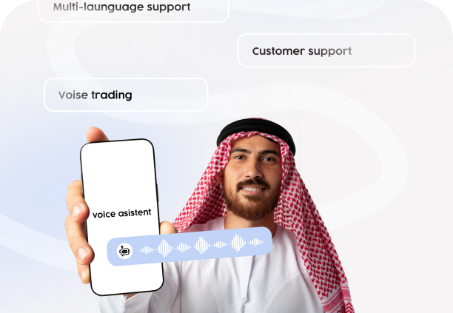 Multi-launguage support
Customer support
Voise trading
voice asistent